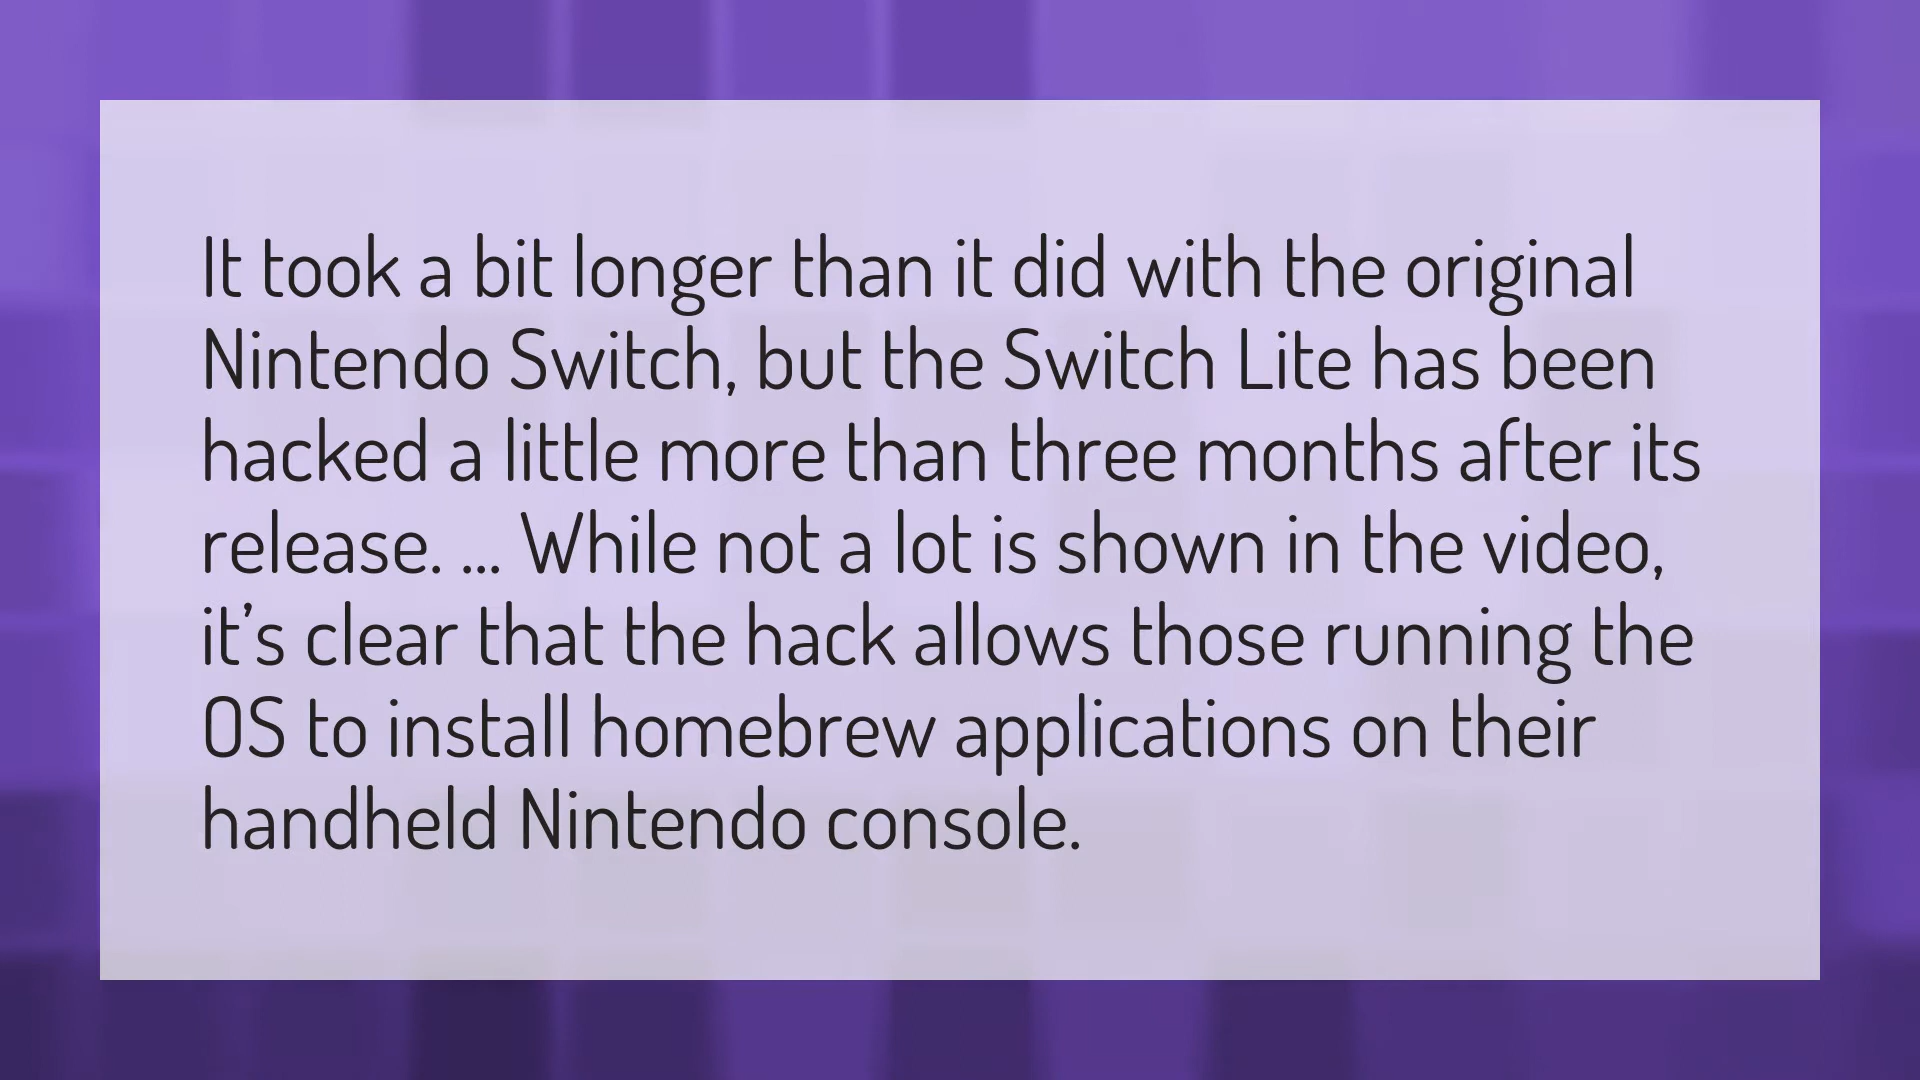 It took a bit longer than it did with the original
Nintendo Switch, but the Switch Lite has been
hacked a little more than three months after its
release. ... While not a lot is shown in the video,
it’s clear that the hack allows those running the
OS to install homebrew applications on their
handheld Nintendo console.